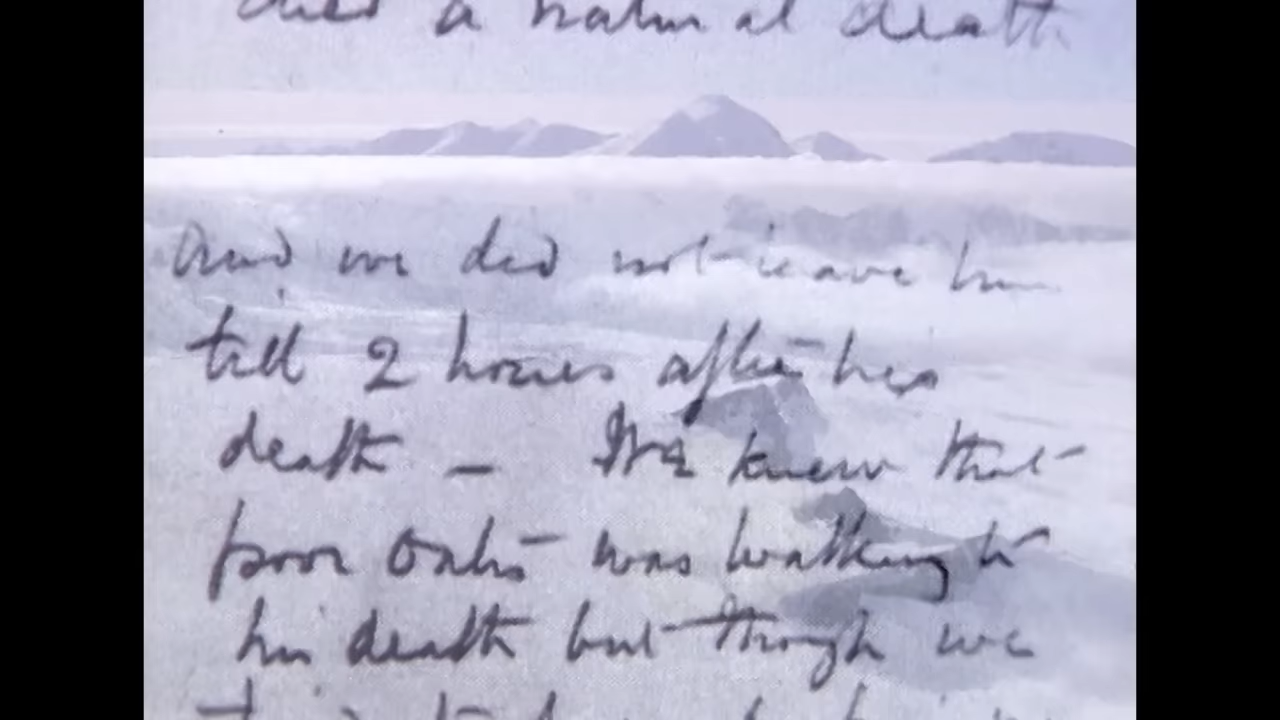 died a natural death
and we did not leave him
till 2 hours after his
death — We knew that
poor Oates was walking to
his death but though we